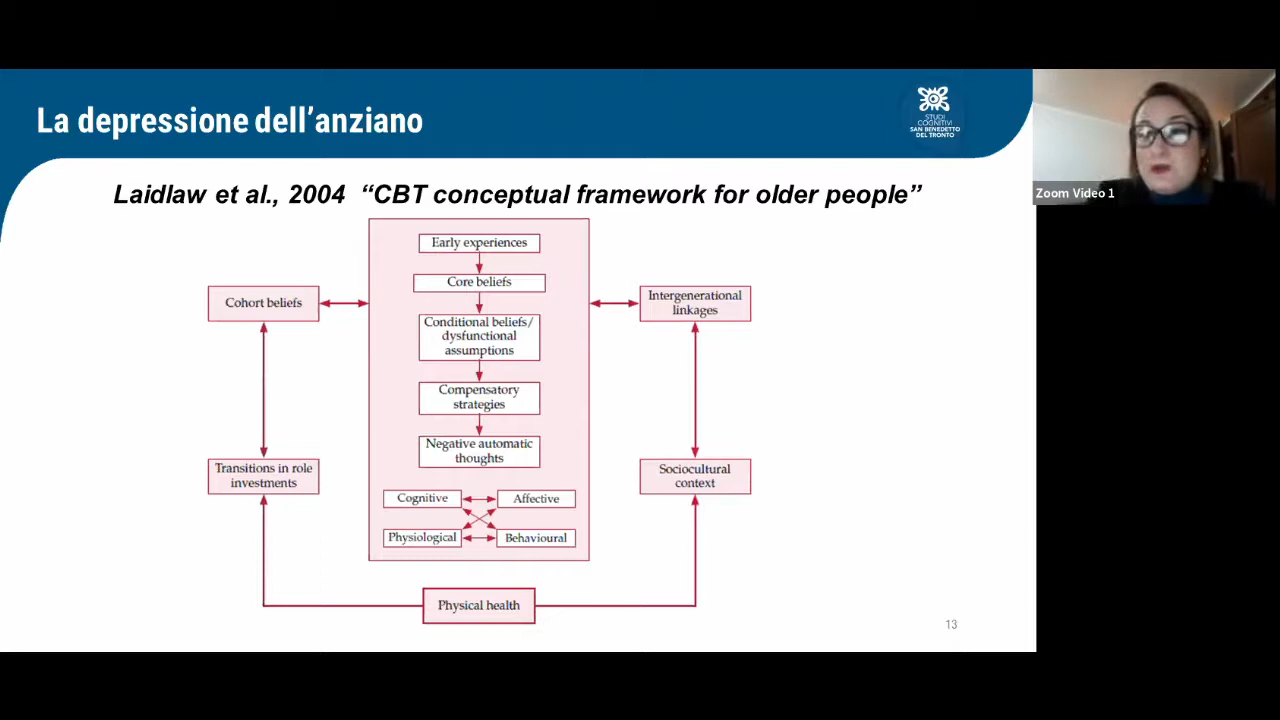 La depressione dell’anziano
STUDI
COGNITIVI
SAN BENEDETTO
DEL TRONTO
Zoom Video 1
Laidlaw et al., 2004 “CBT conceptual framework for older people”
Early experiences
Core beliefs
Conditional beliefs/
dysfunctional
assumptions
Compensatory
strategies
Negative automatic
thoughts
Cognitive
Affective
Physiological
Behavioural
Cohort beliefs
Intergenerational
linkages
Transitions in role
investments
Sociocultural
context
Physical health
13